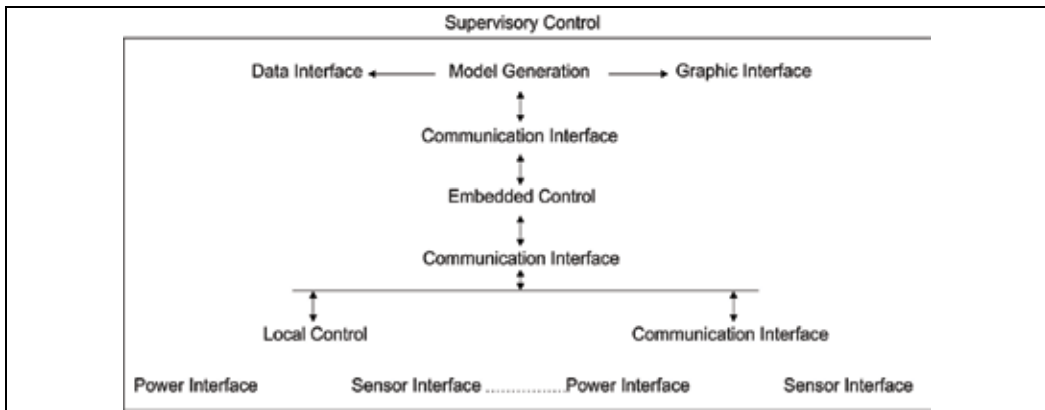 Supervisory Control
Data Interface Model Generation Graphic Interface
Communication Interface
Embedded Control
Communication Interface
Local Control Communication Interface
Power Interface Sensor Interface ................ Power Interface Sensor Interface